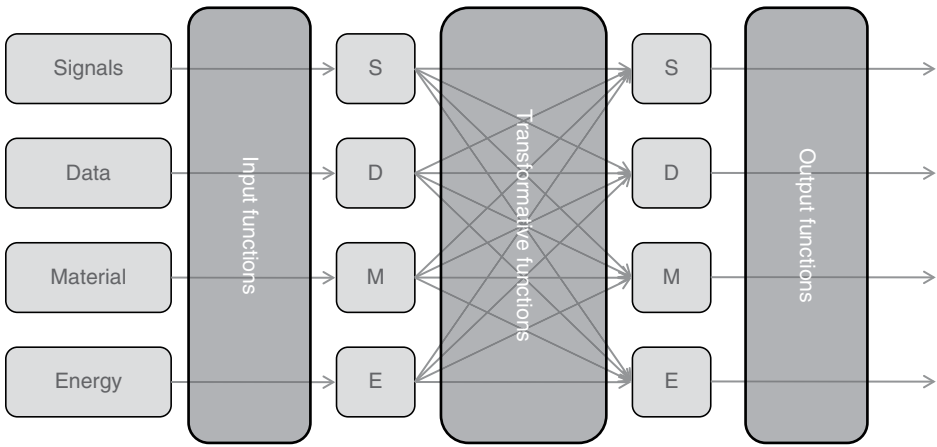 Signals
Data
Material
Energy
Input functions
S
D
M
E
Transformative functions
S
D
M
E
Output functions